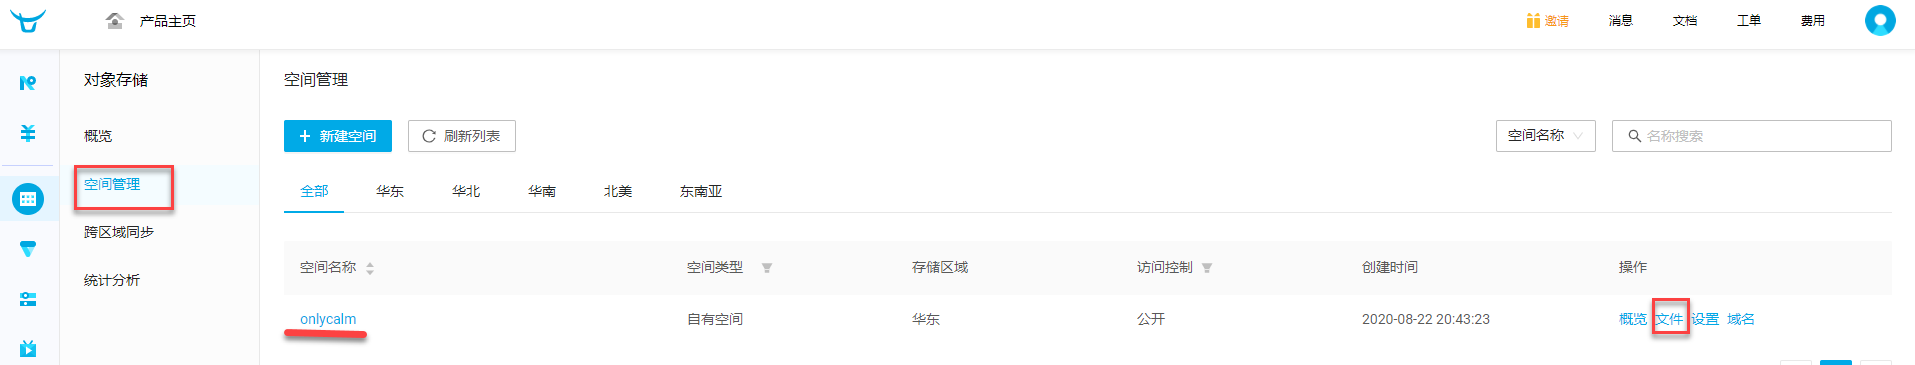 产品主页 邀请 消息 文档 工单 费用
对象存储
概览
空间管理
跨区域同步
统计分析
空间管理
新建空间 刷新列表 空间名称 名称搜索
全部 华东 华北 华南 北美 东南亚
空间名称 空间类型 存储区域 访问控制 创建时间 操作
onlycalm 自有空间 华东 公开 2020-08-22 20:43:23 概览 文件 设置 域名